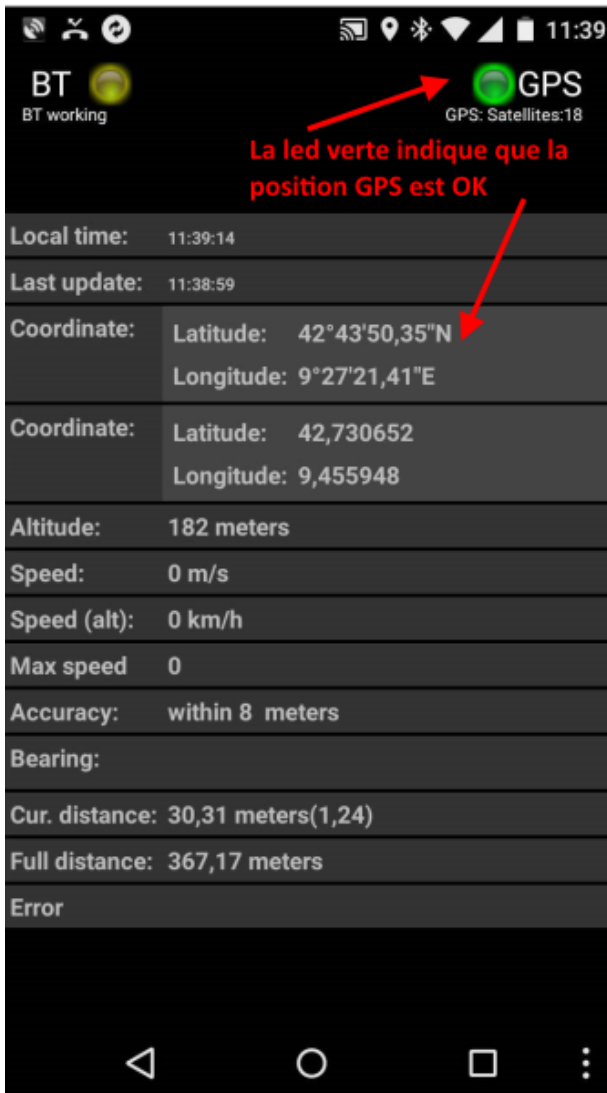 11:39
BT GPS
BT working GPS: Satellites:18
La led verte indique que la
position GPS est OK
Local time: 11:39:14
Last update: 11:38:59
Coordinate: Latitude: 42°43'50,35"N
Longitude: 9°27'21,41"E
Coordinate: Latitude: 42,730652
Longitude: 9,455948
Altitude: 182 meters
Speed: 0 m/s
Speed (alt): 0 km/h
Max speed 0
Accuracy: within 8 meters
Bearing:
Cur. distance: 30,31 meters(1,24)
Full distance: 367,17 meters
Error